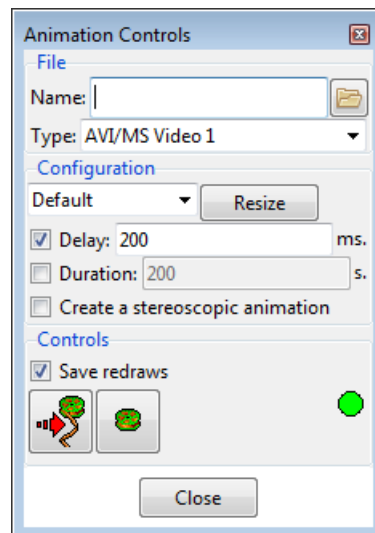 Animation Controls
File
Name:
Type: AVI/MS Video 1
Configuration
Default Resize
Delay: 200 ms.
Duration: 200 s.
Create a stereoscopic animation
Controls
Save redraws
Close